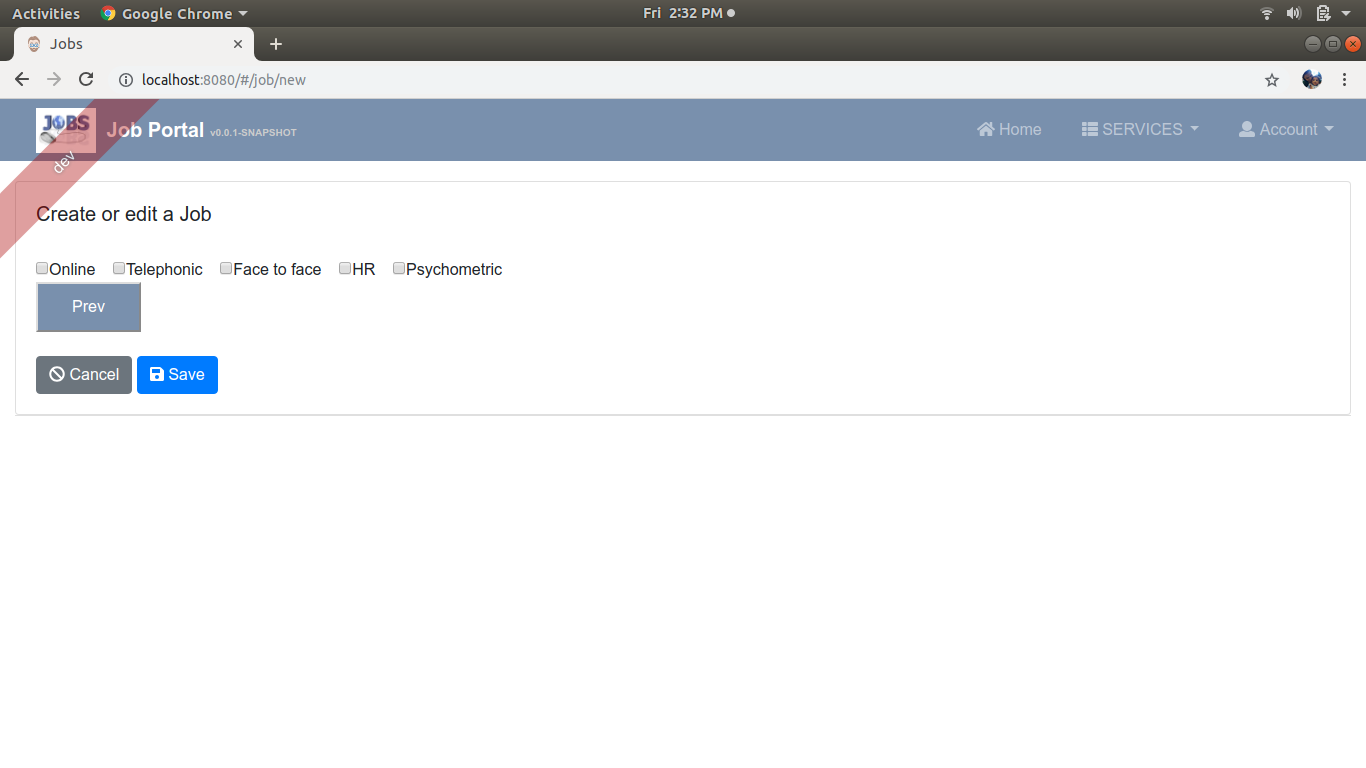 Activities Google Chrome Fri 2:32 PM
Jobs
localhost:8080/#/job/new
JOBS Job Portal v0.0.1-SNAPSHOT Home SERVICES Account
dev
Create or edit a Job
Online Telephonic Face to face HR Psychometric
Prev
Cancel Save